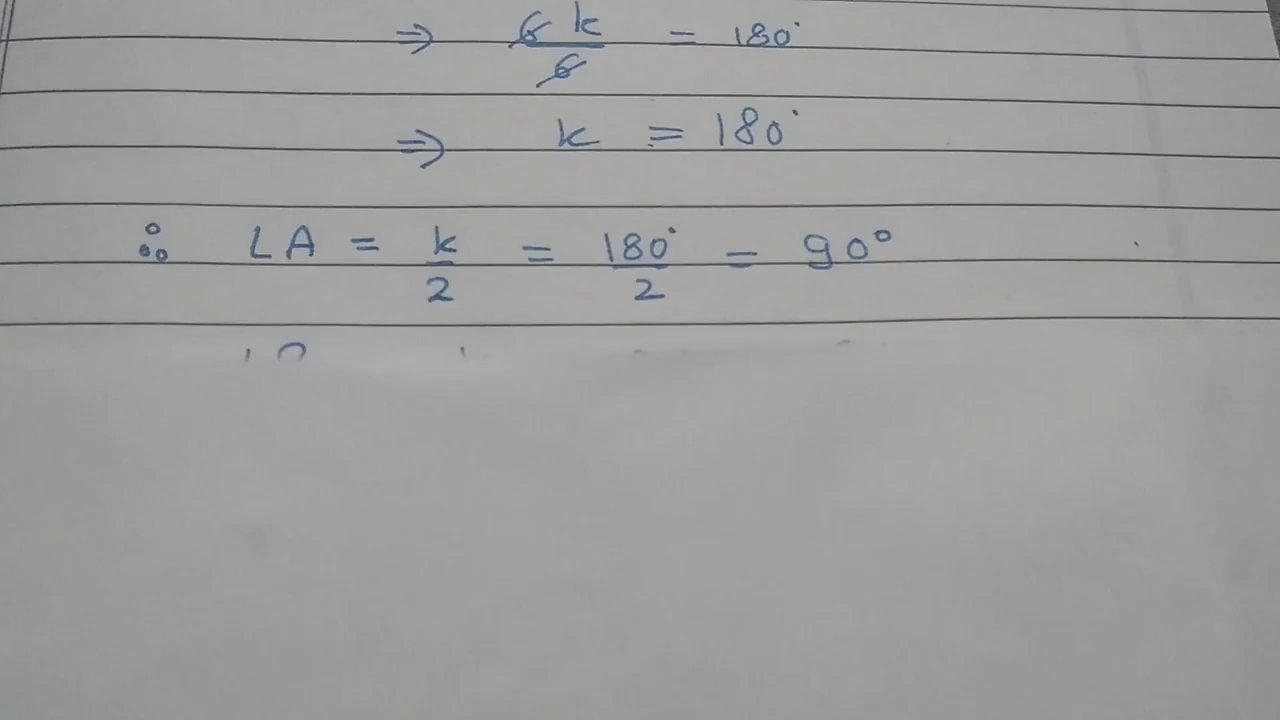 ⇒ 6k/6 = 180°
⇒ k = 180°
∴ ∠A = k/2 = 180°/2 = 90°